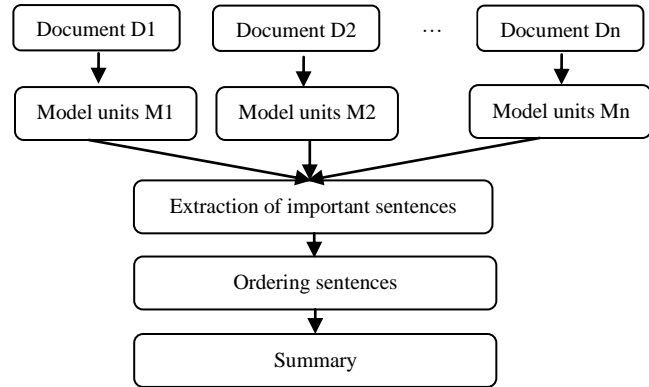 Document D1 Document D2 … Document Dn
Model units M1 Model units M2 Model units Mn
Extraction of important sentences
Ordering sentences
Summary